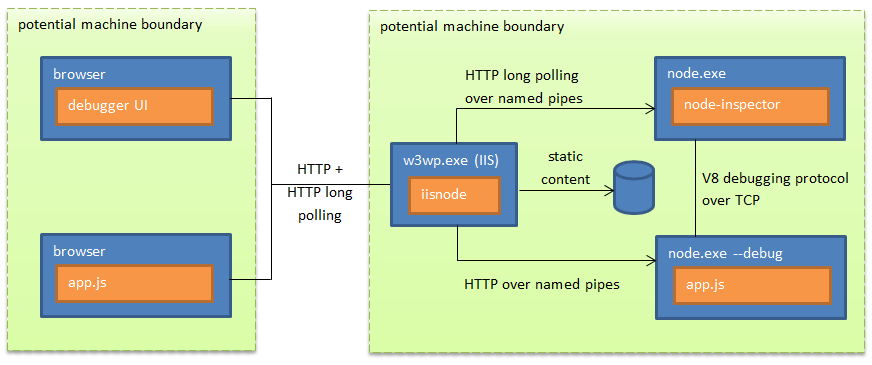 potential machine boundary
browser
debugger UI
browser
app.js
HTTP +
HTTP long
polling
potential machine boundary
w3wp.exe (IIS)
iisnode
HTTP long polling
over named pipes
static
content
HTTP over named pipes
node.exe
node-inspector
V8 debugging protocol
over TCP
node.exe --debug
app.js